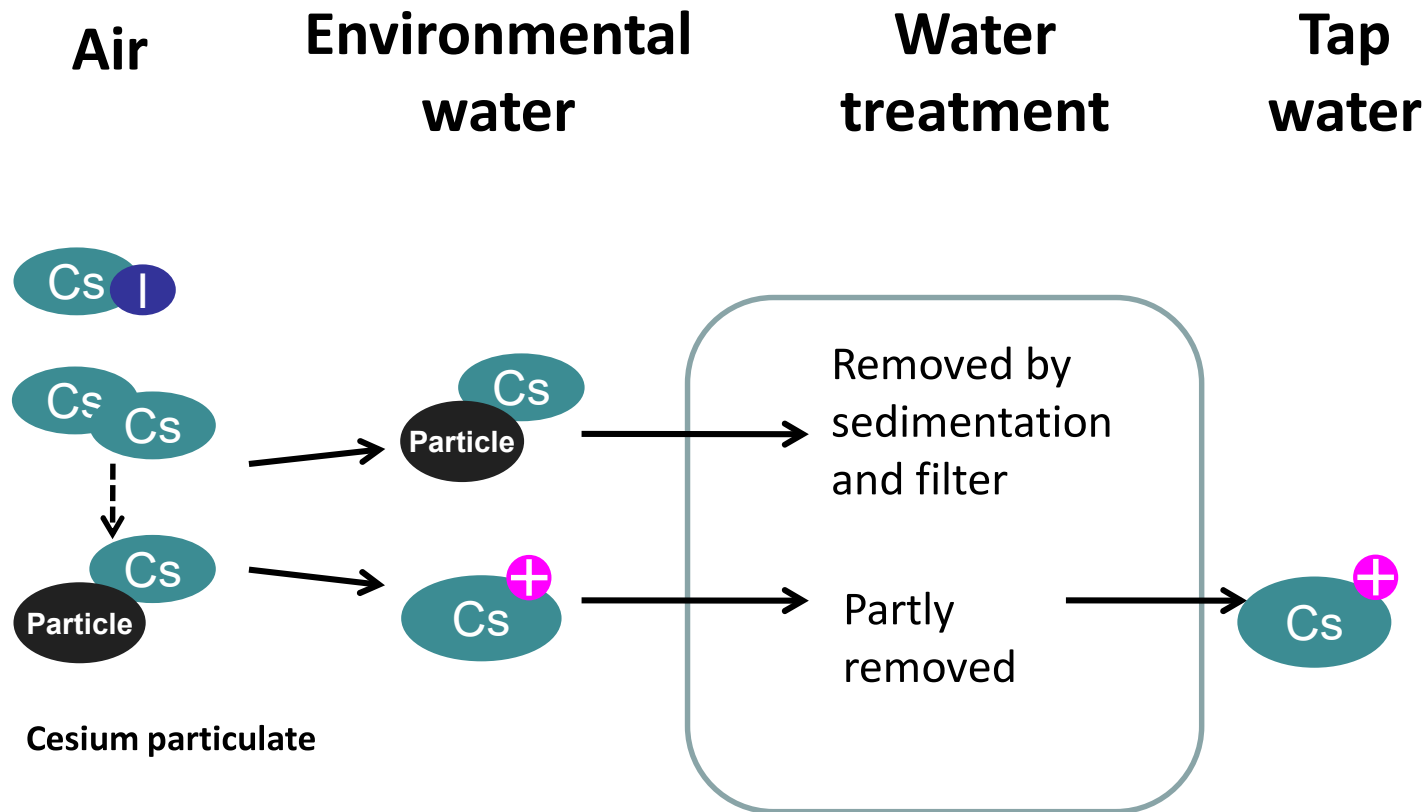 Air
Environmental
water
Water
treatment
Tap
water
Cs I
Cs
Cs
Cs
Particle
Cesium particulate
Cs
Particle
Cs +
Removed by
sedimentation
and filter
Partly
removed
Cs +